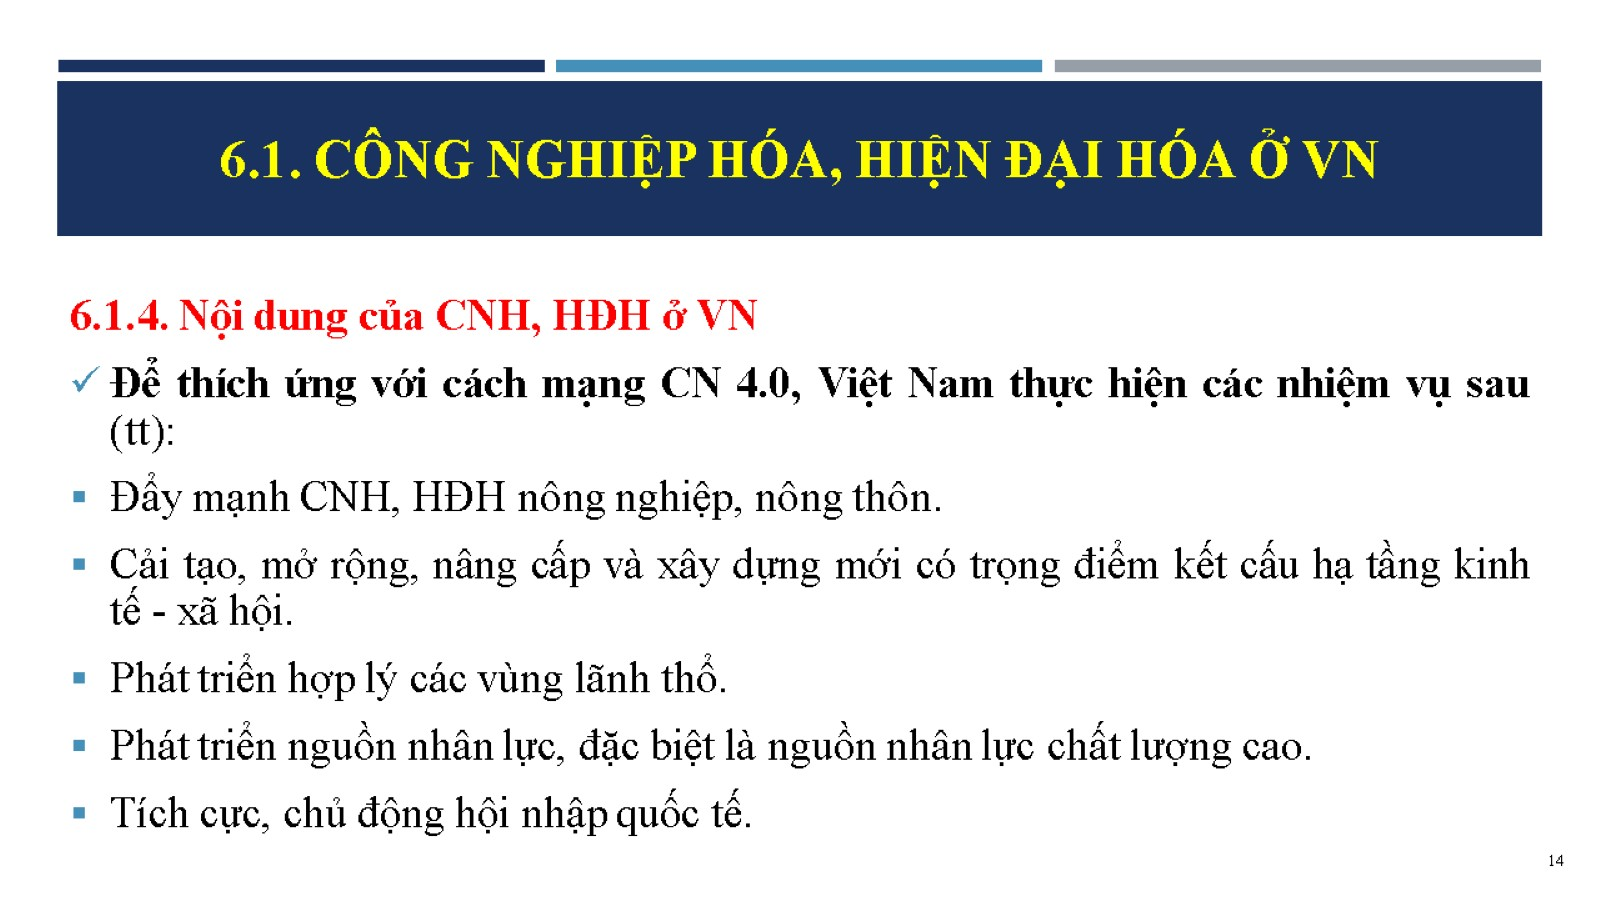 6.1. CÔNG NGHIỆP HÓA, HIỆN ĐẠI HÓA Ở VN
6.1.4. Nội dung của CNH, HĐH ở VN
✓ Để thích ứng với cách mạng CN 4.0, Việt Nam thực hiện các nhiệm vụ sau
(tt):
▪ Đẩy mạnh CNH, HĐH nông nghiệp, nông thôn.
▪ Cải tạo, mở rộng, nâng cấp và xây dựng mới có trọng điểm kết cấu hạ tầng kinh
tế - xã hội.
▪ Phát triển hợp lý các vùng lãnh thổ.
▪ Phát triển nguồn nhân lực, đặc biệt là nguồn nhân lực chất lượng cao.
▪ Tích cực, chủ động hội nhập quốc tế.
14